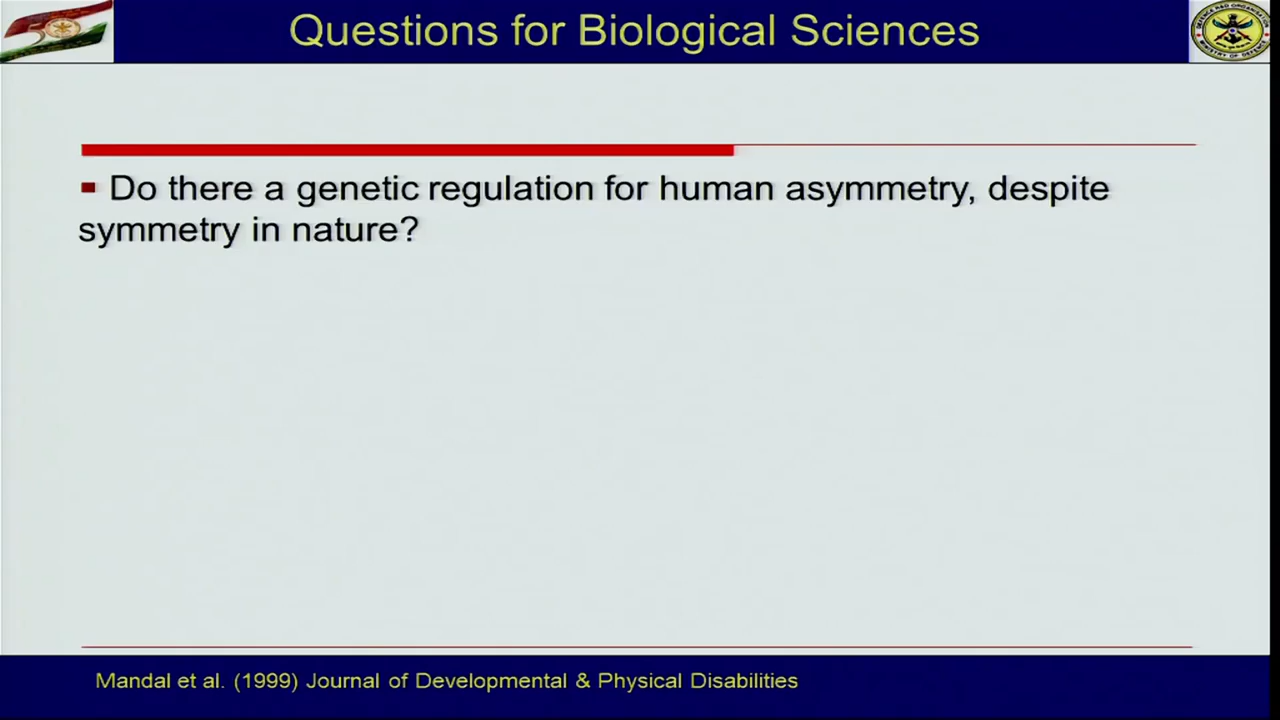 Questions for Biological Sciences
Do there a genetic regulation for human asymmetry, despite
symmetry in nature?
Mandal et al. (1999) Journal of Developmental & Physical Disabilities